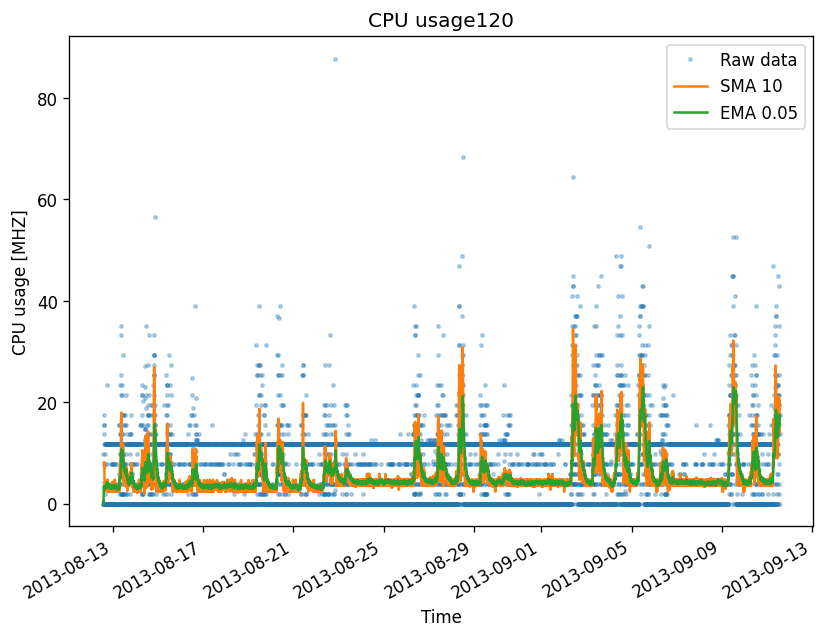 CPU usage120
Raw data
SMA 10
EMA 0.05
CPU usage [MHZ]
80
60
40
20
0
2013-08-13
2013-08-17
2013-08-21
2013-08-25
2013-08-29
2013-09-01
2013-09-05
2013-09-09
2013-09-13
Time